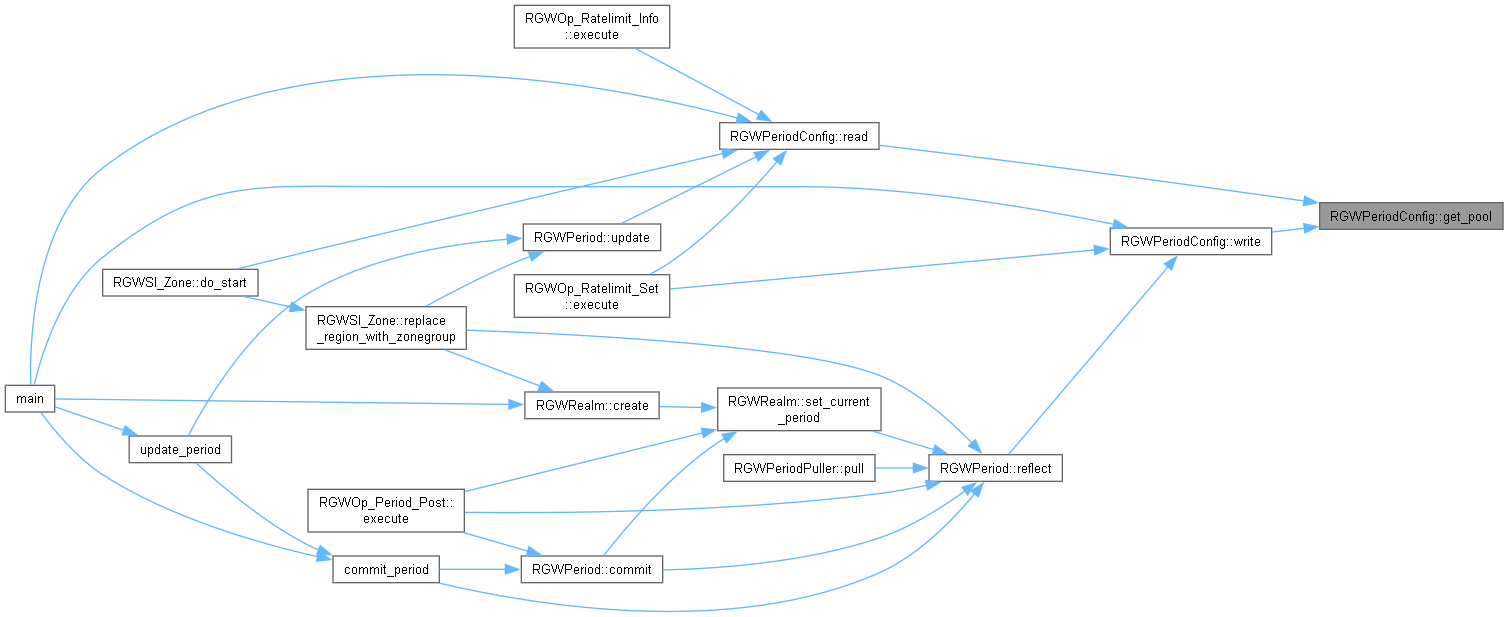 RGWOp_Ratelimit_Info
::execute
RGWPeriodConfig::read
RGWPeriodConfig::get_pool
RGWPeriod::update
RGWPeriodConfig::write
RGWSI_Zone::do_start
RGWOp_Ratelimit_Set
::execute
RGWSI_Zone::replace
_region_with_zonegroup
main
RGWRealm::create
RGWRealm::set_current
_period
update_period
RGWPeriodPuller::pull
RGWPeriod::reflect
RGWOp_Period_Post::
execute
commit_period
RGWPeriod::commit